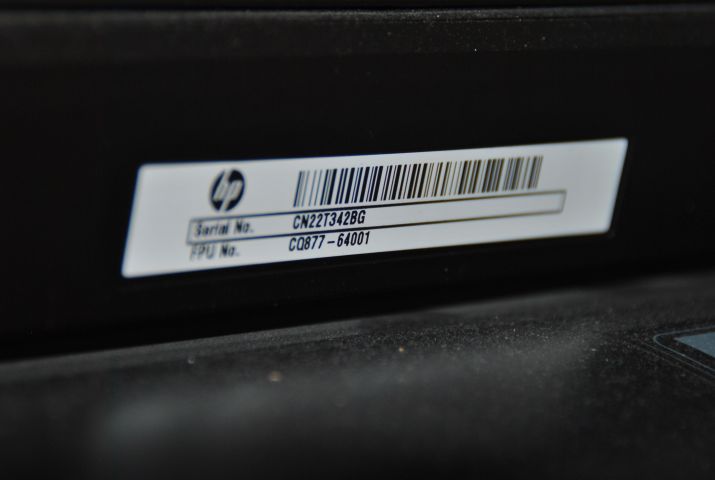 hp
Serial No. CN22T342BG
FPU No. CQ877-64001